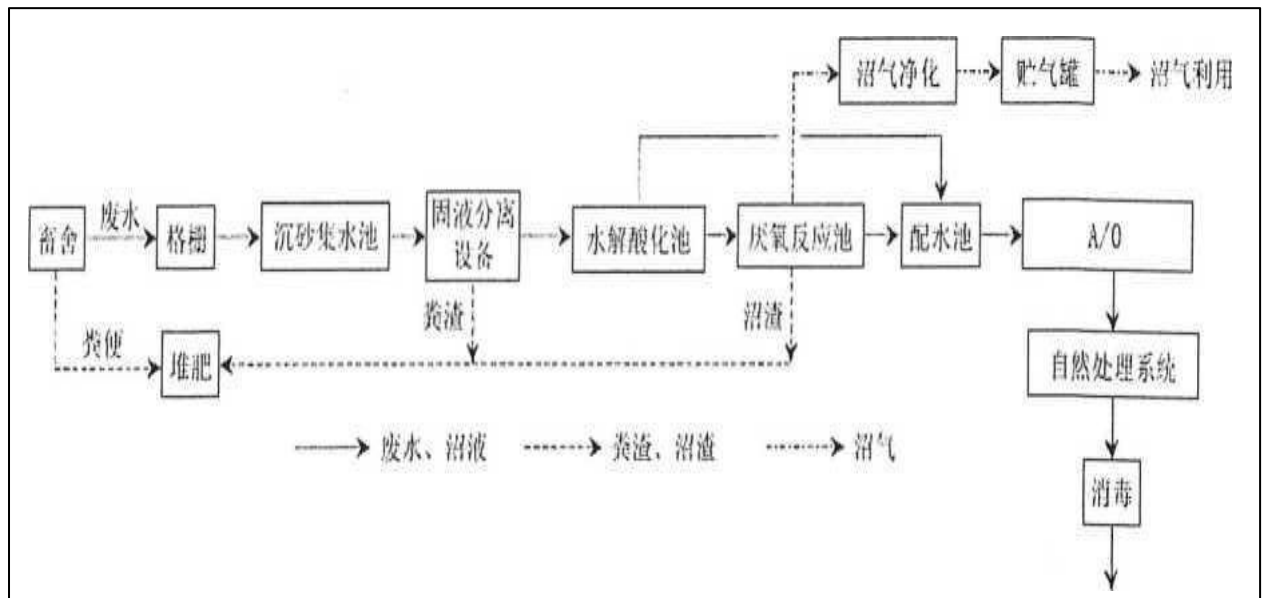 沼气净化
贮气罐
沼气利用
畜舍
废水
格栅
沉砂集水池
固液分离
设备
水解酸化池
厌氧反应池
配水池
A/O
粪便
堆肥
粪渣
沼渣
自然处理系统
废水、沼液
粪渣、沼渣
沼气
消毒